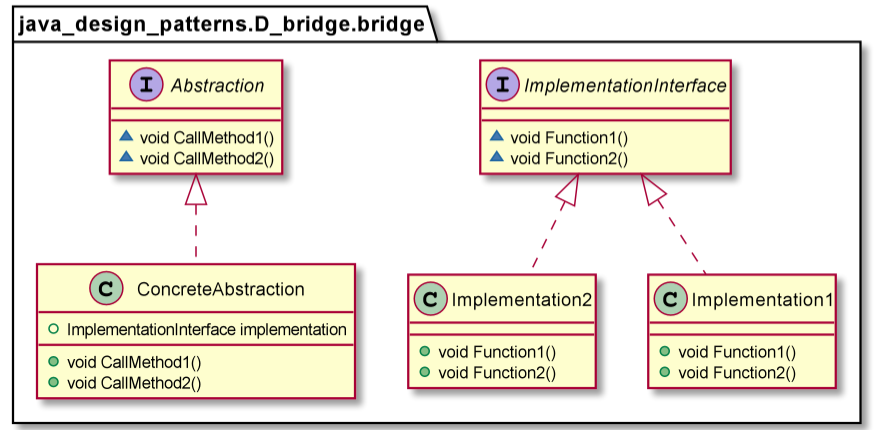 java_design_patterns.D_bridge.bridge
I Abstraction
void CallMethod1()
void CallMethod2()
I ImplementationInterface
void Function1()
void Function2()
C ConcreteAbstraction
ImplementationInterface implementation
void CallMethod1()
void CallMethod2()
C Implementation2
void Function1()
void Function2()
C Implementation1
void Function1()
void Function2()